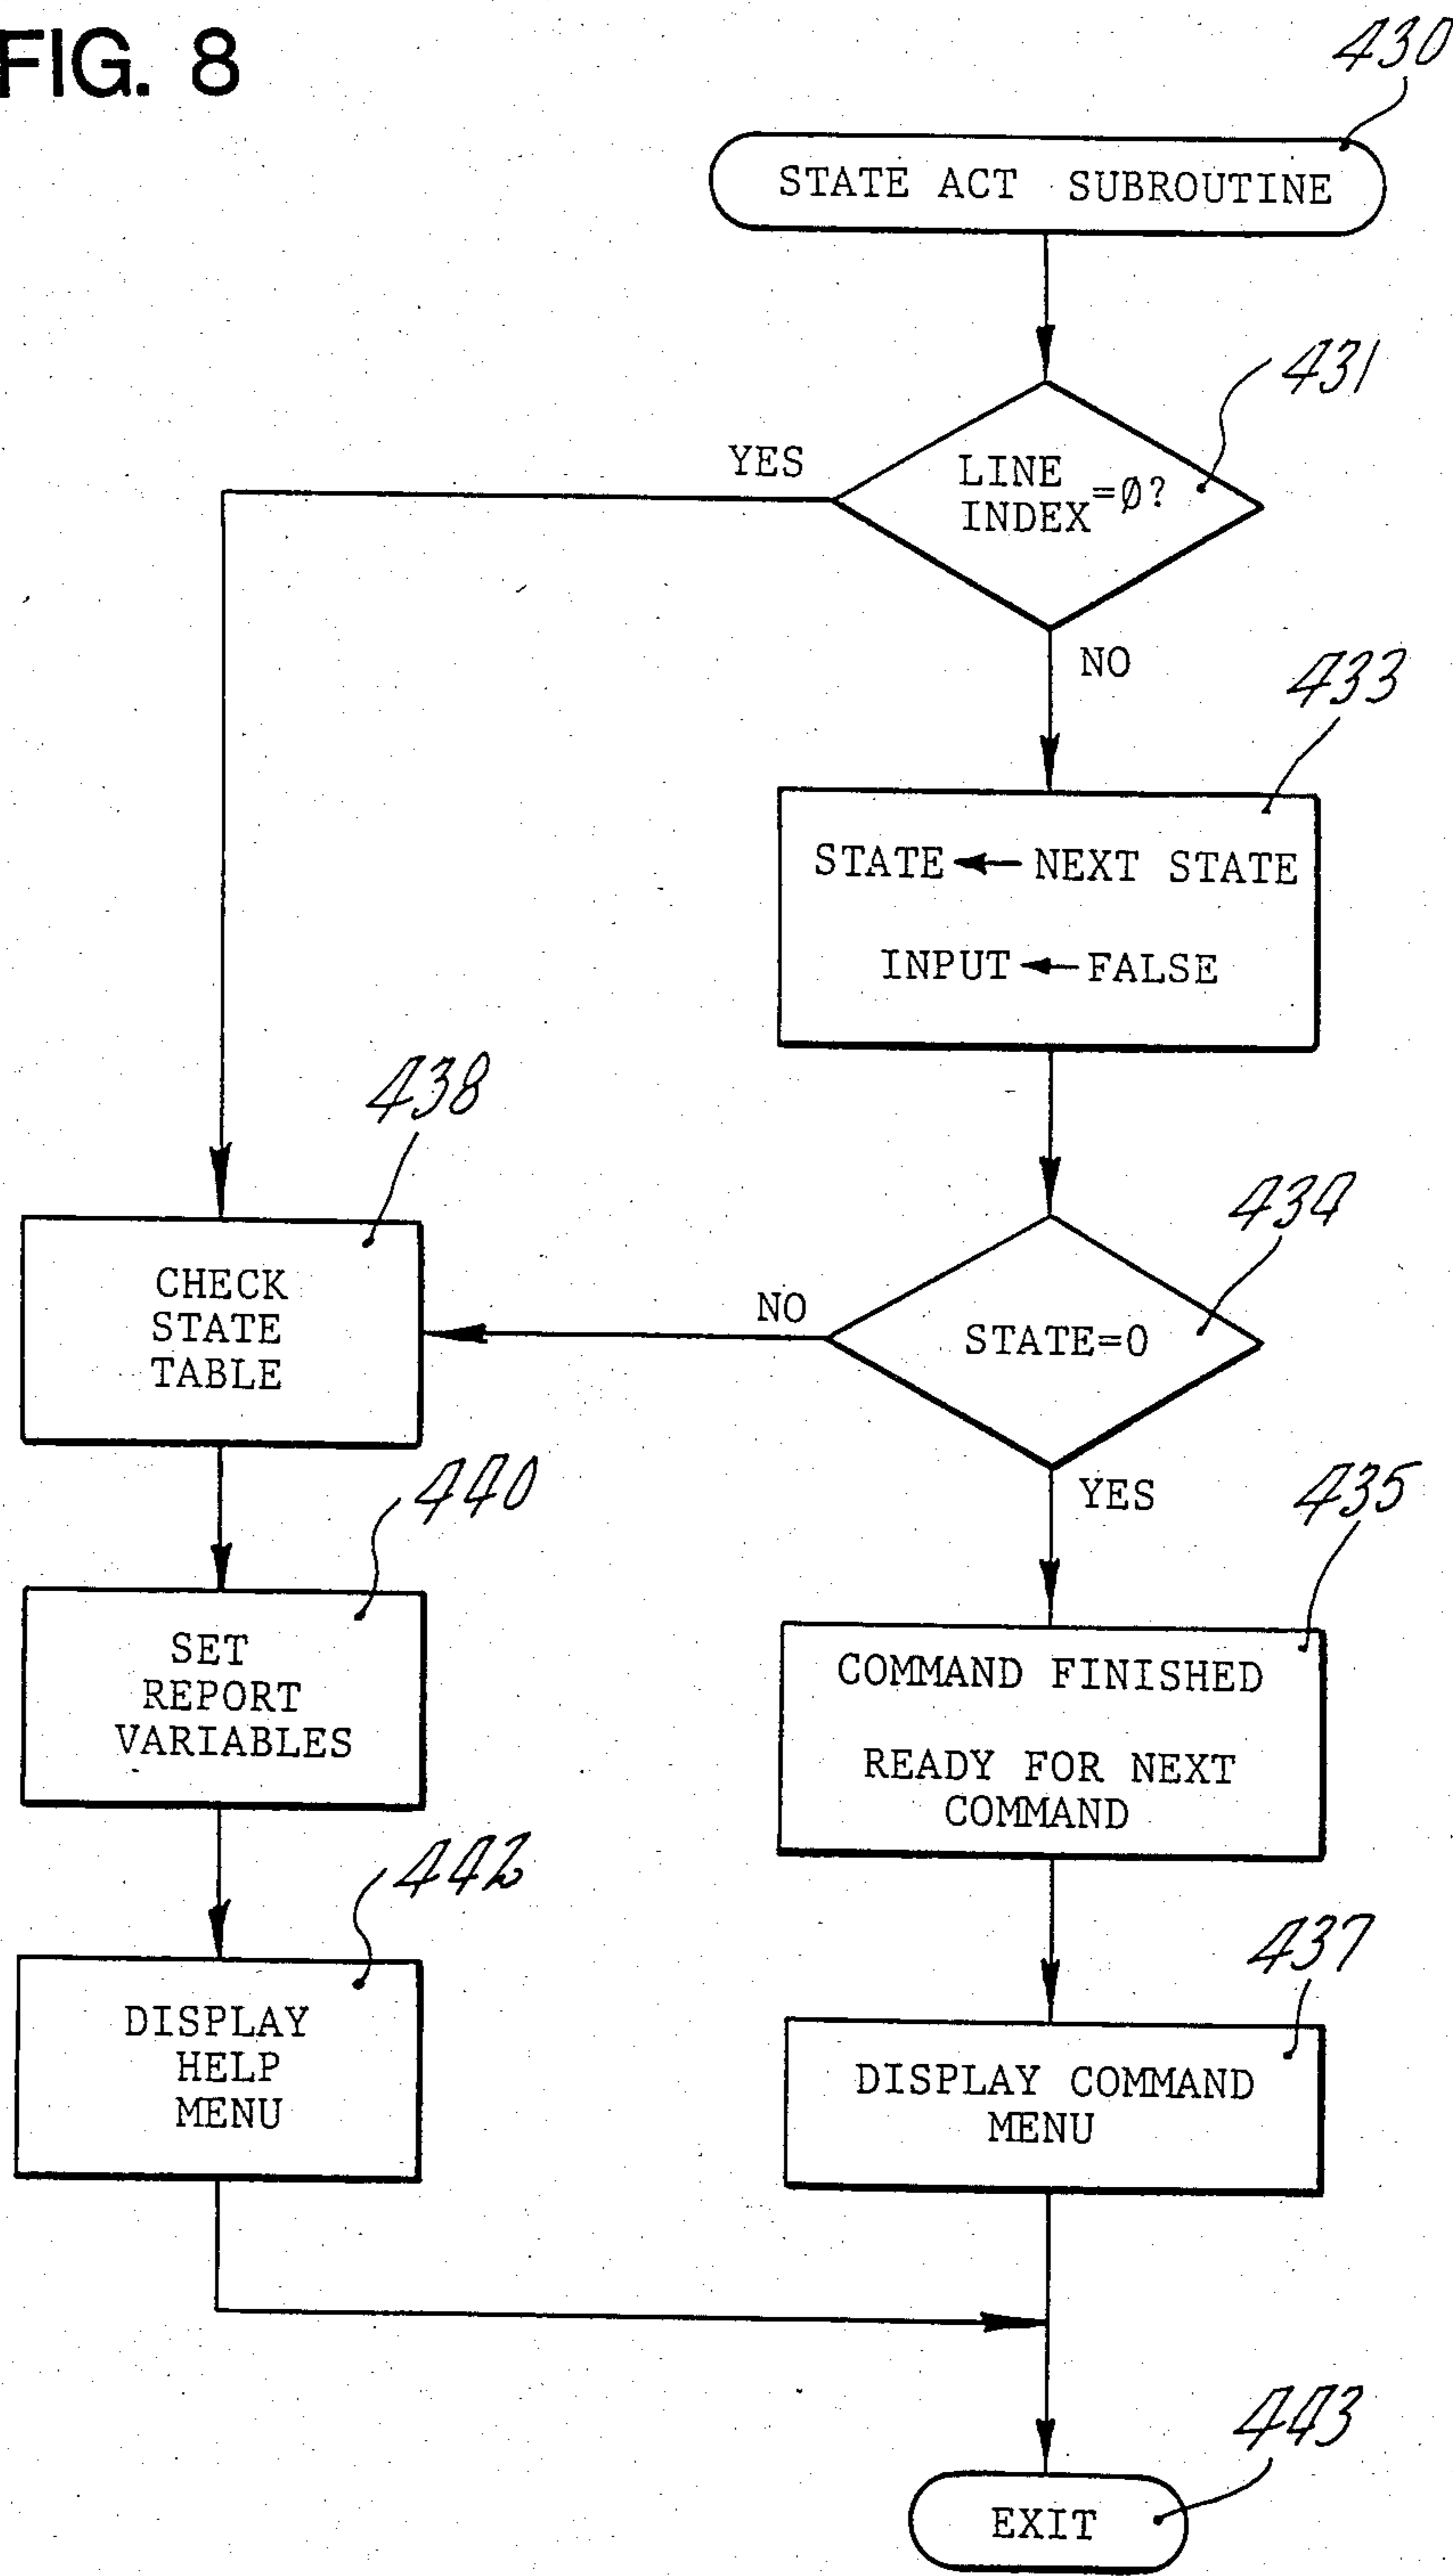 FIG. 8
430
STATE ACT SUBROUTINE
431
YES
LINE
INDEX =Ø?
NO
433
STATE ← NEXT STATE
INPUT ← FALSE
438
434
CHECK
STATE
TABLE
NO
STATE=0
YES
440
435
SET
REPORT
VARIABLES
COMMAND FINISHED
READY FOR NEXT
COMMAND
442
437
DISPLAY
HELP
MENU
DISPLAY COMMAND
MENU
443
EXIT